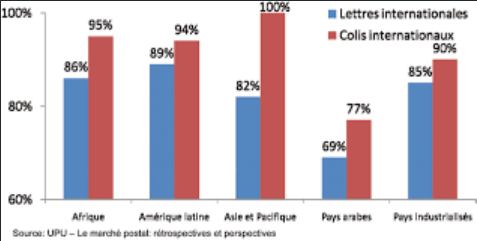 100%
80%
60%
Lettres internationales
Colis internationaux
86%
95%
89%
94%
82%
100%
69%
77%
85%
90%
Afrique
Amérique latine
Asie et Pacifique
Pays arabes
Pays industrialisés
Source: UPU – Le marché postal: rétrospectives et perspectives